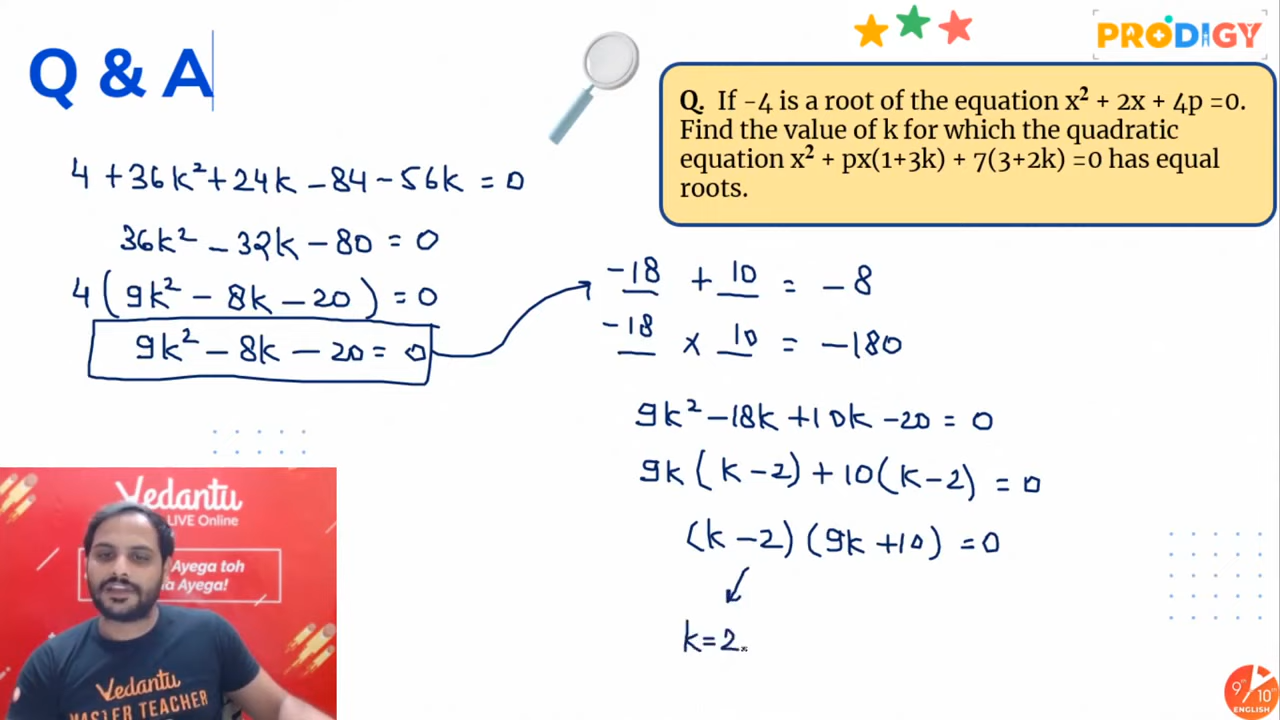 Q & A
PRODIGY
Q. If -4 is a root of the equation x² + 2x + 4p =0.
Find the value of k for which the quadratic
equation x² + px(1+3k) + 7(3+2k) =0 has equal
roots.
4 + 36k² + 24k - 84 - 56k = 0
36k² - 32k - 80 = 0
4 ( 9k² - 8k - 20 ) = 0
9k² - 8k - 20 = 0
-18 + 10 = -8
-18 × 10 = -180
9k² - 18k + 10k - 20 = 0
9k ( k - 2) + 10 ( k - 2) = 0
(k - 2) (9k + 10) = 0
k = 2
Vedantu
LIVE Online
Ayega toh
a Ayega!
Vedantu
MASTER TEACHER
9th 10th
ENGLISH